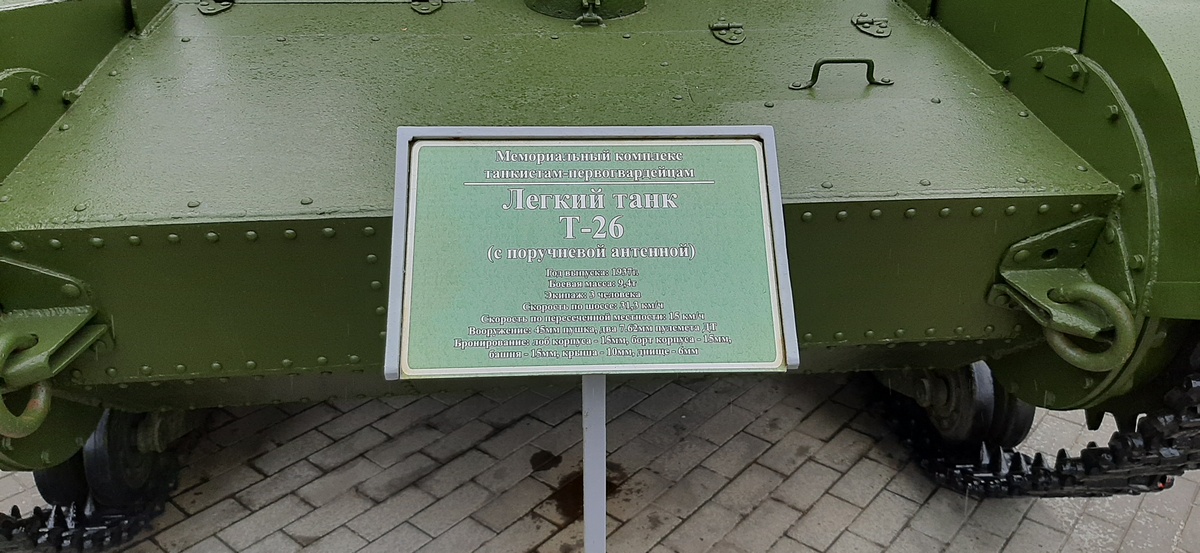 Мемориальный комплекс
танкистам-первогвардейцам
Легкий танк
Т-26
(с поручневой антенной)
Год выпуска: 1937г.
Боевая масса: 9,4т
Экипаж: 3 человека
Скорость по шоссе: 31,3 км/ч
Скорость по пересеченной местности: 15 км/ч
Вооружение: 45мм пушка, два 7.62мм пулемета ДТ
Бронирование: лоб корпуса - 15мм, борт корпуса - 15мм,
башня - 15мм, крыша - 10мм, днище - 6мм